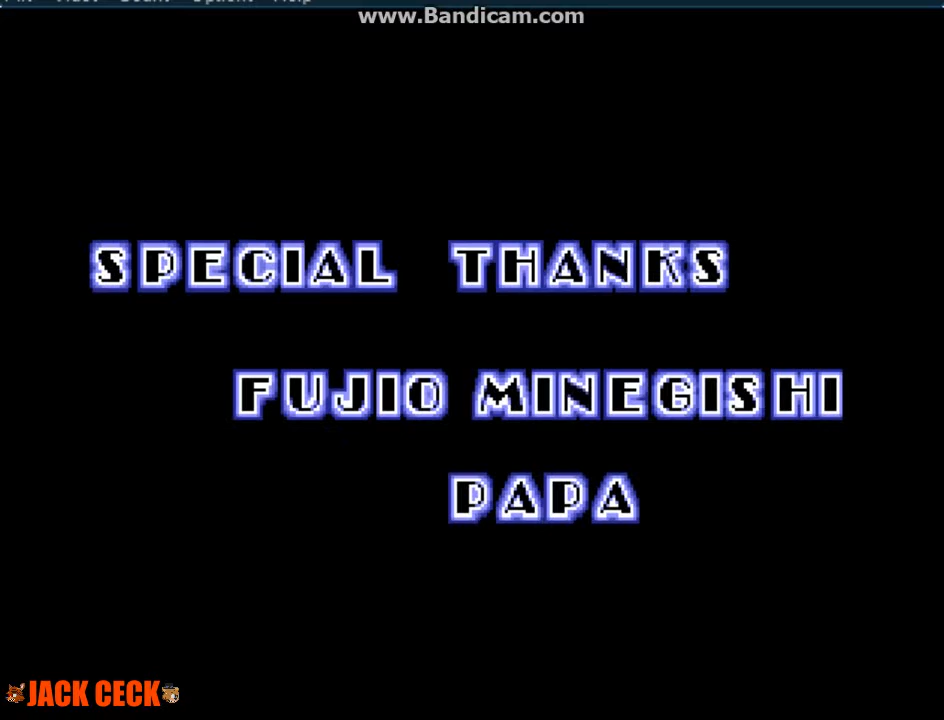 www.Bandicam.com
SPECIAL THANKS
FUJIO MINEGISHI
PAPA
JACK CECK